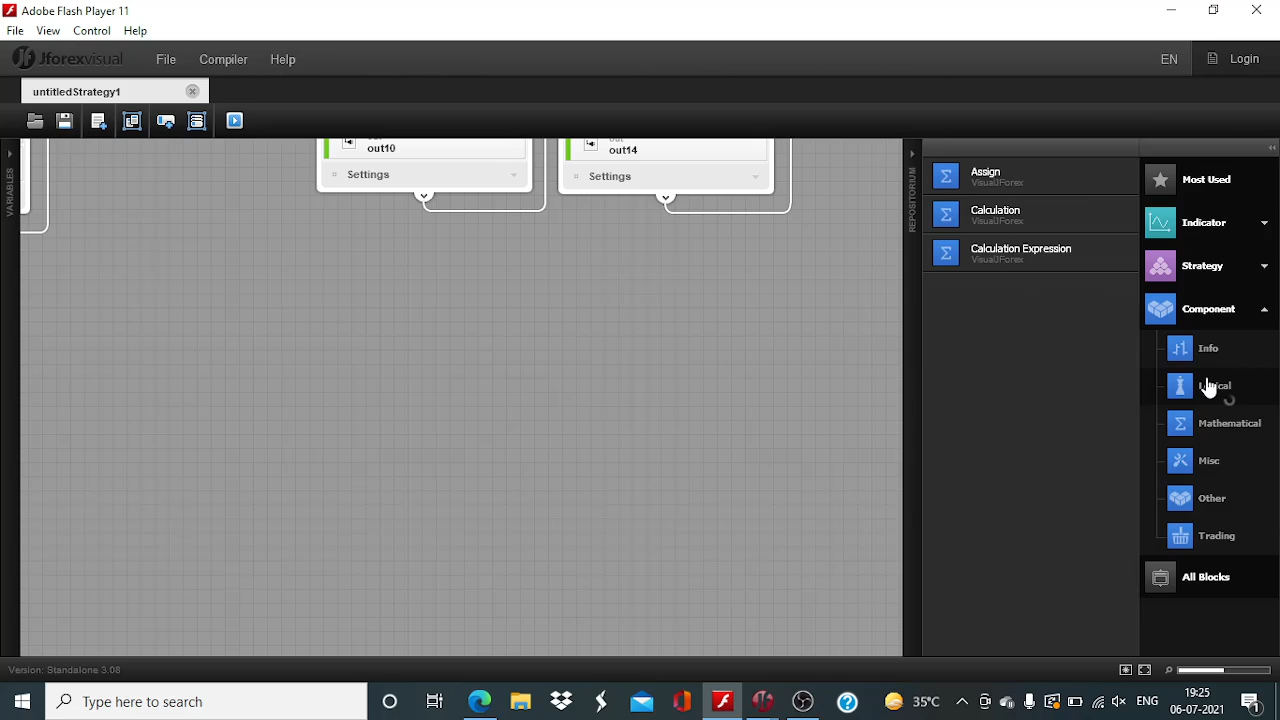 Adobe Flash Player 11
File View Control Help
Jforexvisual File Compiler Help EN Login
untitledStrategy1
out10
out14
Settings
Settings
VARIABLES
REPOSITORIUM
Assign
VisualJForex
Calculation
VisualJForex
Calculation Expression
VisualJForex
Most Used
Indicator
Strategy
Component
Info
Mathematical
Misc
Other
Trading
All Blocks
Version: Standalone 3.08
Type here to search
35°C
ENG
19:25
06-07-2021
1